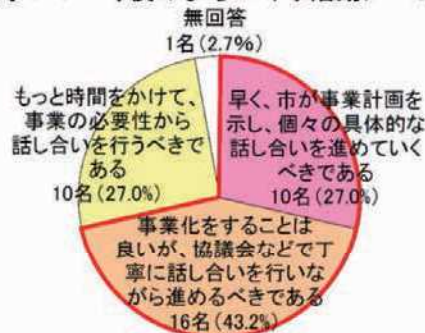 無回答
1名(2.7%)
もっと時間をかけて、
事業の必要性から
話し合いを行うべきで
ある
10名(27.0%)
早く、市が事業計画を
示し、個々の具体的な
話し合いを進めていく
べきである
10名(27.0%)
事業化をすることは
良いが、協議会などで丁
寧に話し合いを行いな
がら進めるべきである
16名(43.2%)